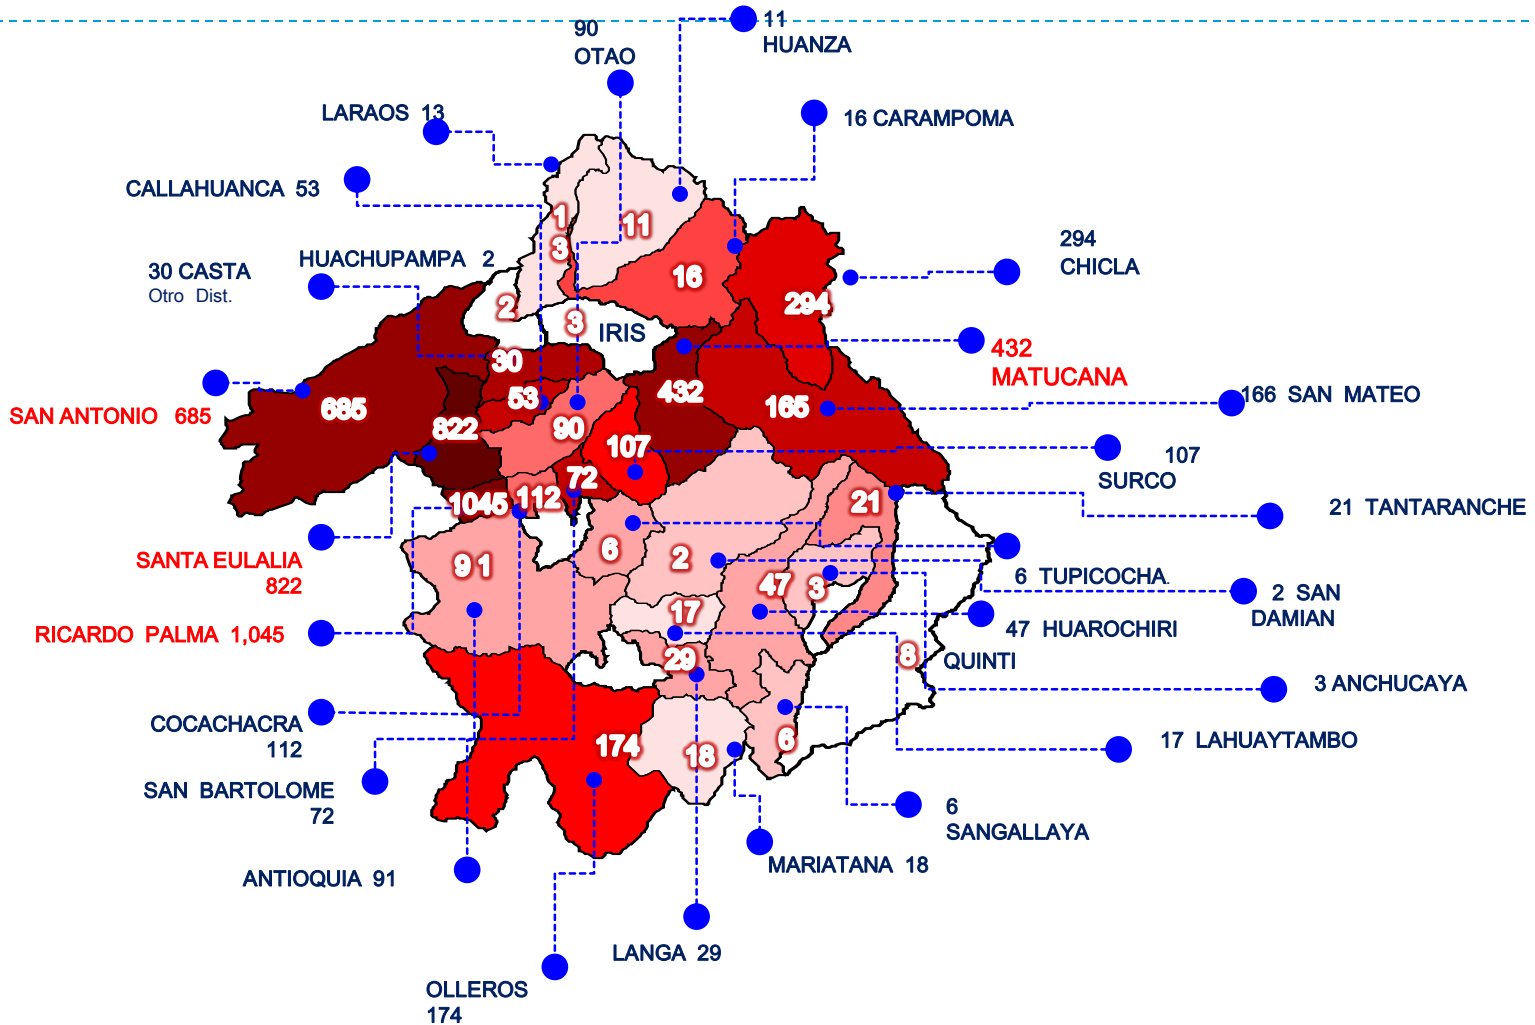 11
HUANZA
90
OTAO
LARAOS 13
16 CARAMPOMA
CALLAHUANCA 53
HUACHUPAMPA 2
30 CASTA
Otro Dist.
294
CHICLA
432
MATUCANA
SAN ANTONIO 685
166 SAN MATEO
107
SURCO
21 TANTARANCHE
SANTA EULALIA
822
6 TUPICOCHA.
2 SAN
DAMIAN
RICARDO PALMA 1,045
47 HUAROCHIRI
QUINTI
3 ANCHUCAYA
COCACHACRA
112
17 LAHUAYTAMBO
SAN BARTOLOME
72
6
SANGALLAYA
MARIATANA 18
ANTIOQUIA 91
LANGA 29
OLLEROS
174
1
3
11
16
2
3
IRIS
294
30
53
432
685
822
90
165
107
72
1045
112
21
6
2
91
47
3
17
29
8
174
18
6